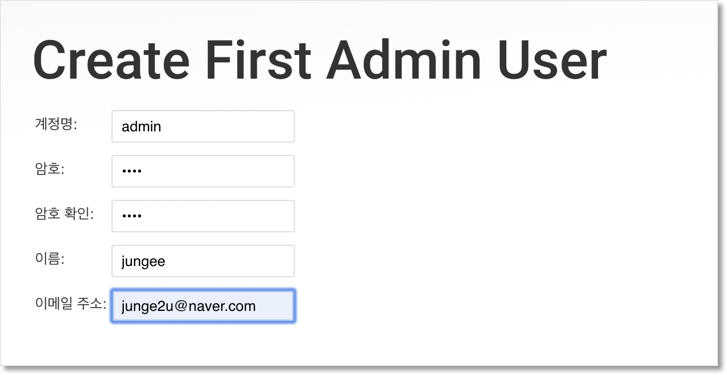 Create First Admin User
계정명: admin
암호: ••••
암호 확인: ••••
이름: jungee
이메일 주소: junge2u@naver.com